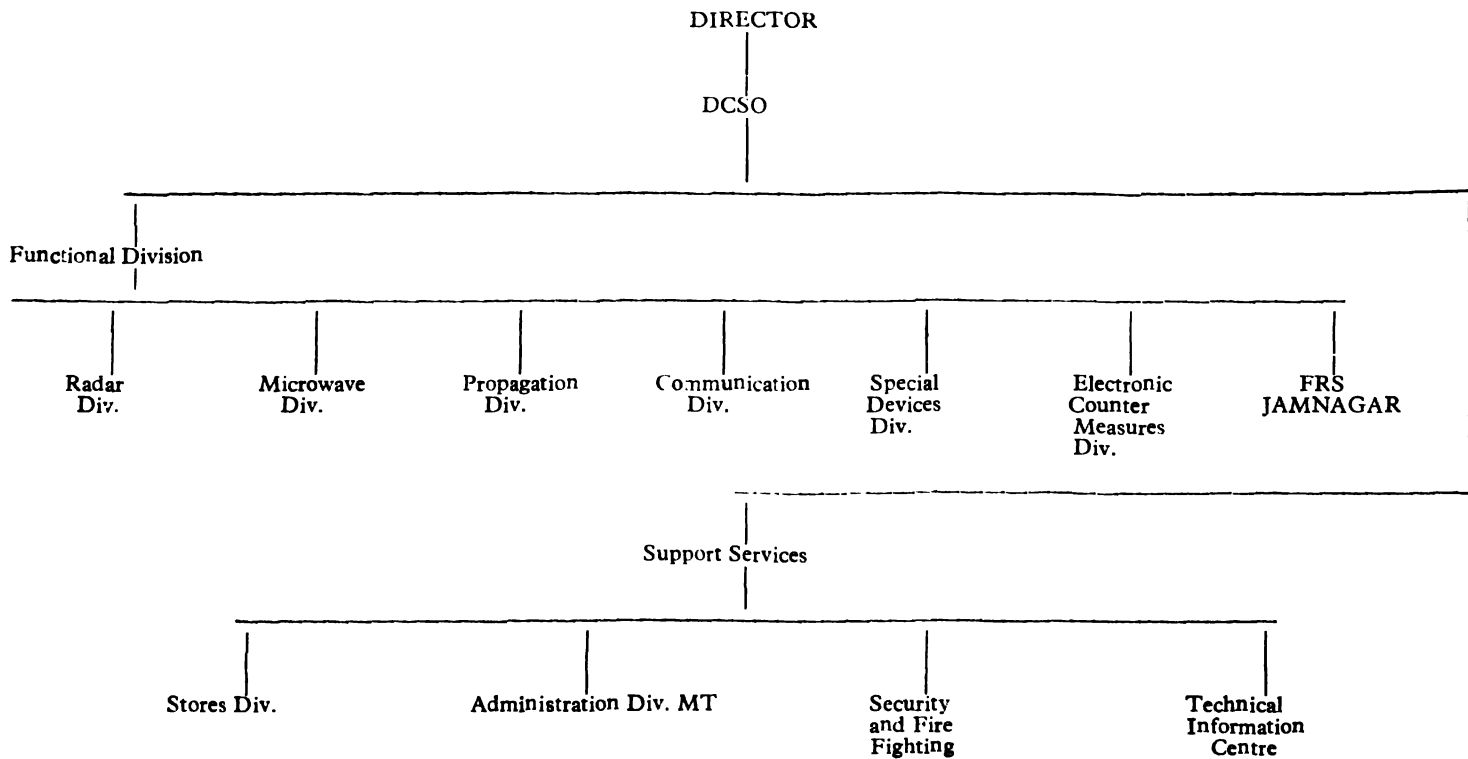 DIRECTOR
DCSO
Functional Division
Radar
Div.
Microwave
Div.
Propagation
Div.
Communication
Div.
Special
Devices
Div.
Electronic
Counter
Measures
Div.
FRS
JAMNAGAR
Support Services
Stores Div.
Administration Div. MT
Security
and Fire
Fighting
Technical
Information
Centre